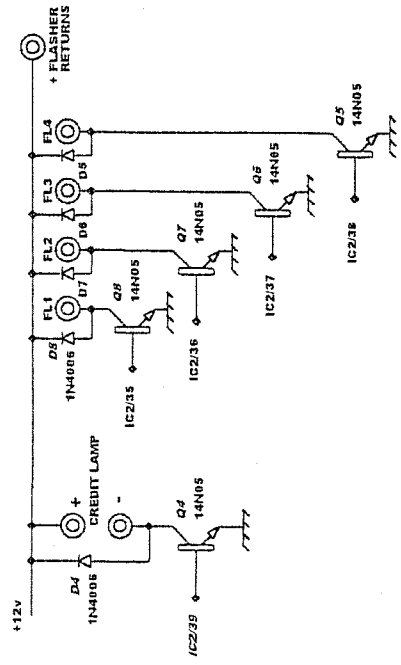 + FLASHER
RETURNS
FL4
D5
Q5
14N05
IC2/38
FL3
D6
Q6
14N05
IC2/37
FL2
D7
Q7
14N05
IC2/36
FL1
D8
1N4006
Q8
14N05
IC2/35
+
CREDIT LAMP
-
D4
1N4006
Q4
14N05
IC2/39
+12v